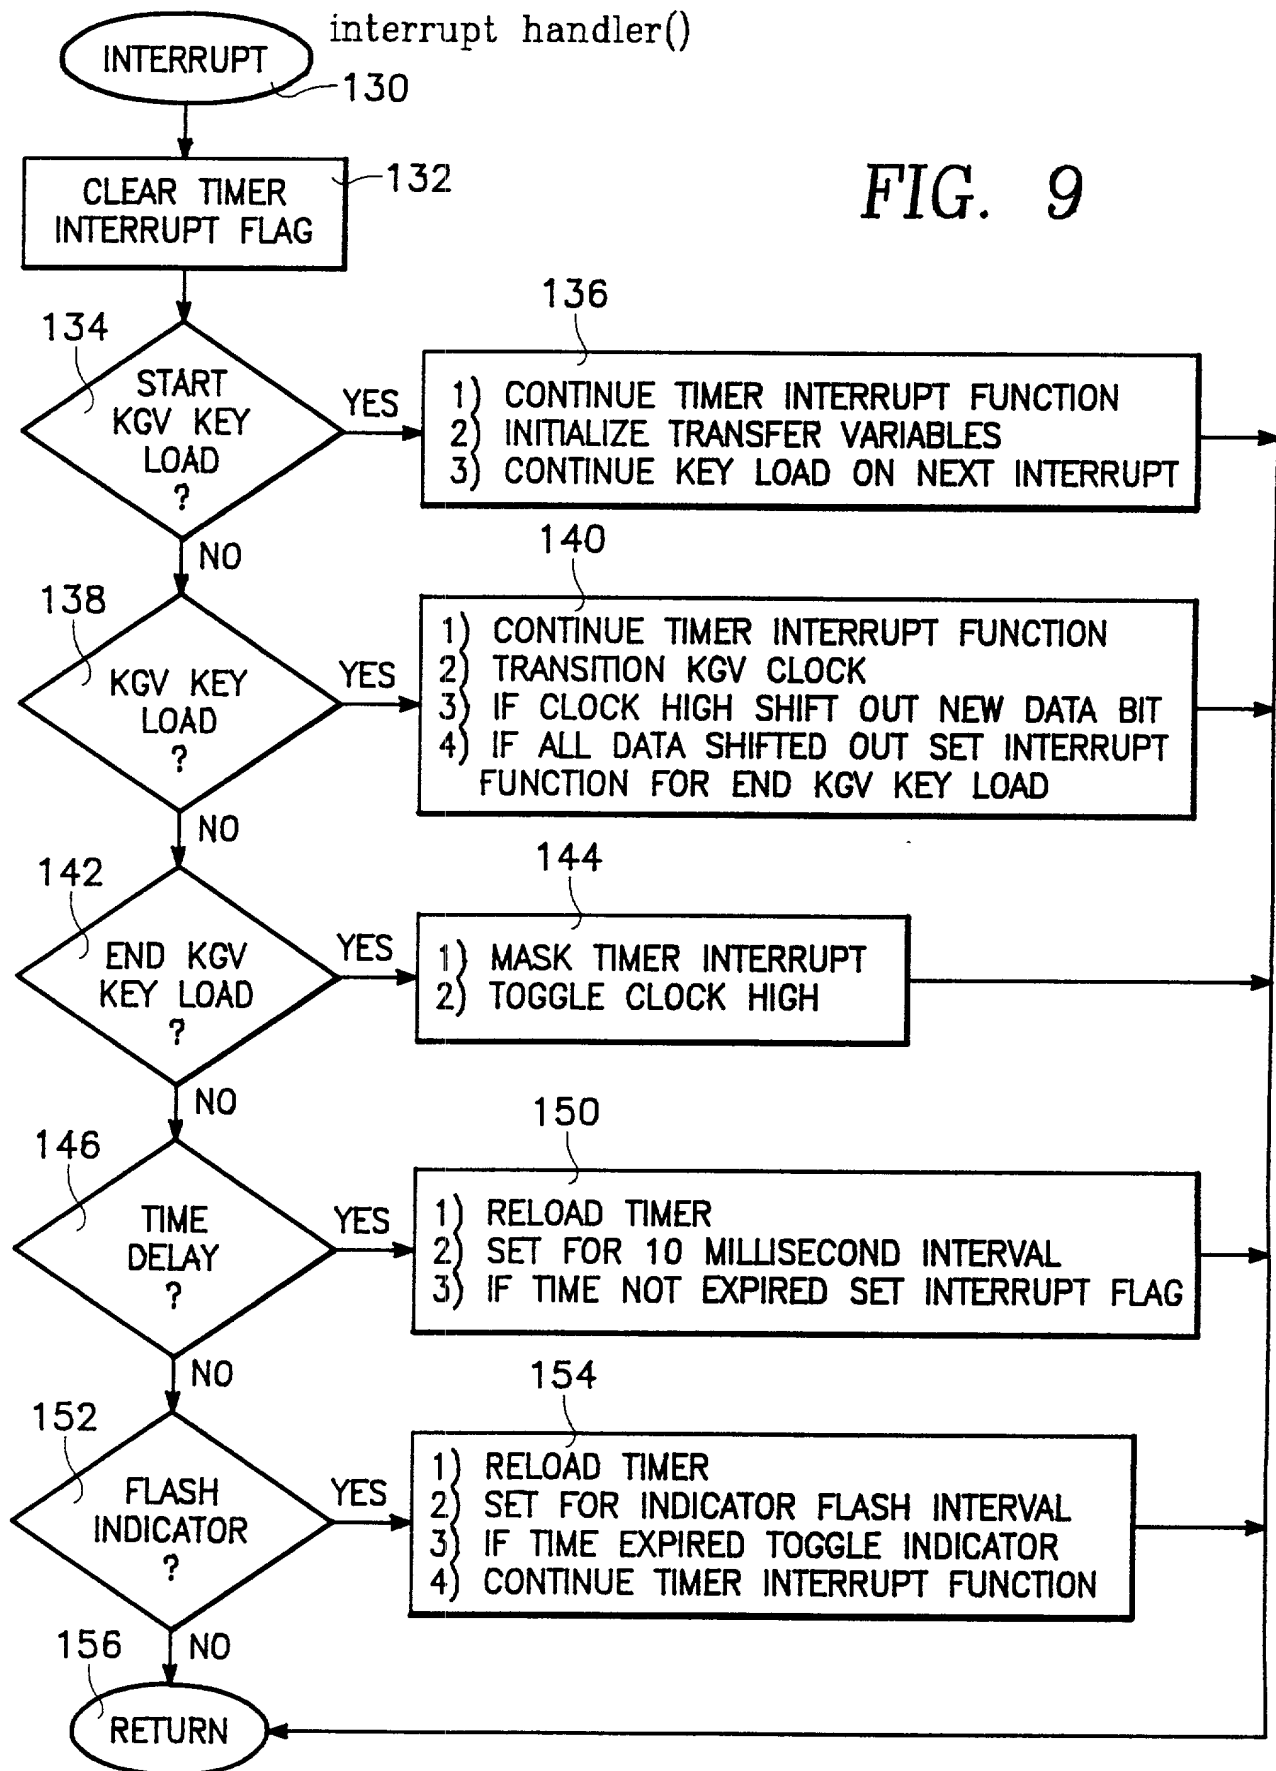 interrupt handler()
INTERRUPT
130
CLEAR TIMER
INTERRUPT FLAG
132
FIG. 9
134
START
KGV KEY
LOAD
?
YES
136
1) CONTINUE TIMER INTERRUPT FUNCTION
2) INITIALIZE TRANSFER VARIABLES
3) CONTINUE KEY LOAD ON NEXT INTERRUPT
NO
138
KGV KEY
LOAD
?
YES
140
1) CONTINUE TIMER INTERRUPT FUNCTION
2) TRANSITION KGV CLOCK
3) IF CLOCK HIGH SHIFT OUT NEW DATA BIT
4) IF ALL DATA SHIFTED OUT SET INTERRUPT
FUNCTION FOR END KGV KEY LOAD
NO
142
END KGV
KEY LOAD
?
YES
144
1) MASK TIMER INTERRUPT
2) TOGGLE CLOCK HIGH
NO
146
TIME
DELAY
?
YES
150
1) RELOAD TIMER
2) SET FOR 10 MILLISECOND INTERVAL
3) IF TIME NOT EXPIRED SET INTERRUPT FLAG
NO
152
FLASH
INDICATOR
?
YES
154
1) RELOAD TIMER
2) SET FOR INDICATOR FLASH INTERVAL
3) IF TIME EXPIRED TOGGLE INDICATOR
4) CONTINUE TIMER INTERRUPT FUNCTION
NO
156
RETURN